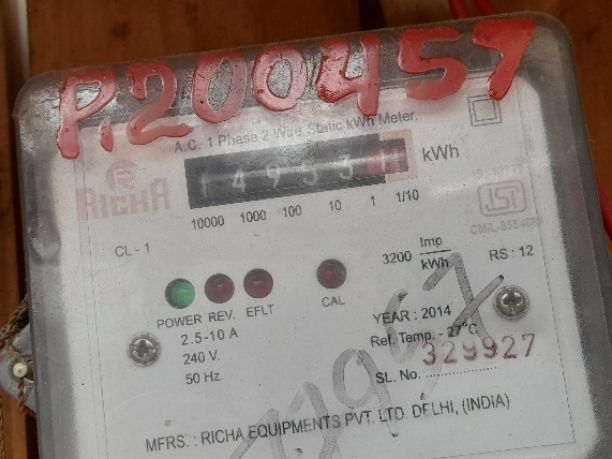 P.200457
A.C. 1 Phase 2 Wire Static kWh Meter.
1 4 9 5 3 kWh
RICHA
10000 1000 100 10 1 1/10
CL - 1
3200 Imp/kWh
RS : 12
POWER REV. EFLT CAL
2.5-10 A
240 V.
50 Hz.
YEAR : 2014
Ref. Temp. - 27°C
SL. No. 329927
MFRS. : RICHA EQUIPMENTS PVT. LTD. DELHI, (INDIA)